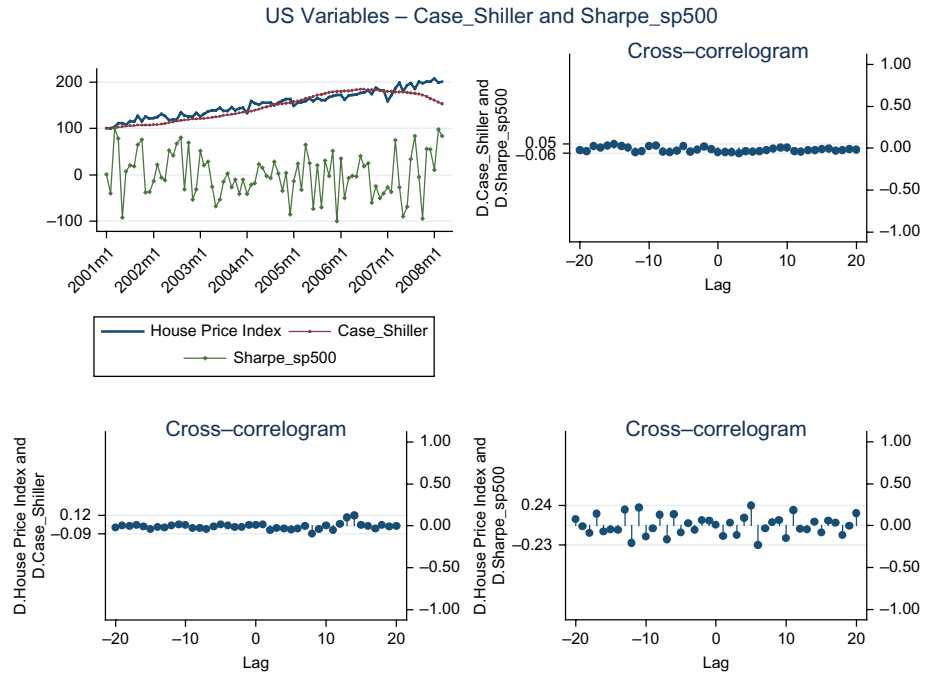 US Variables – Case_Shiller and Sharpe_sp500
200
100
0
–100
2001m1
2002m1
2003m1
2004m1
2005m1
2006m1
2007m1
2008m1
House Price Index
Case_Shiller
Sharpe_sp500
Cross–correlogram
D.Case_Shiller and
D.Sharpe_sp500
0.05
–0.06
1.00
0.50
0.00
–0.50
–1.00
–20
–10
0
10
20
Lag
Cross–correlogram
D.House Price Index and
D.Case_Shiller
0.12
–0.09
1.00
0.50
0.00
–0.50
–1.00
–20
–10
0
10
20
Lag
Cross–correlogram
D.House Price Index and
D.Sharpe_sp500
0.24
–0.23
1.00
0.50
0.00
–0.50
–1.00
–20
–10
0
10
20
Lag